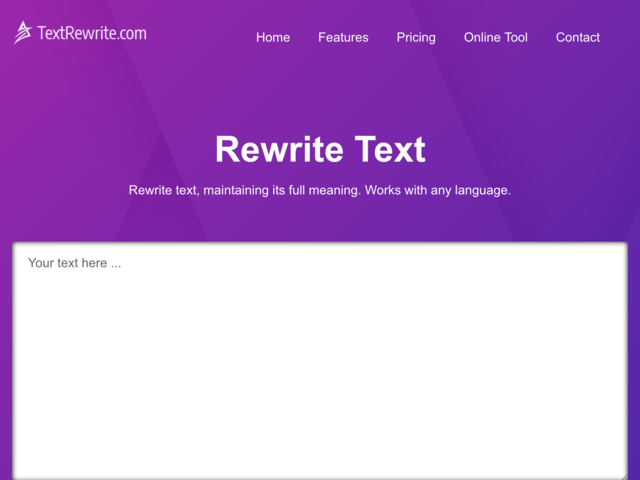 TextRewrite.com
Home Features Pricing Online Tool Contact
Rewrite Text
Rewrite text, maintaining its full meaning. Works with any language.
Your text here ...